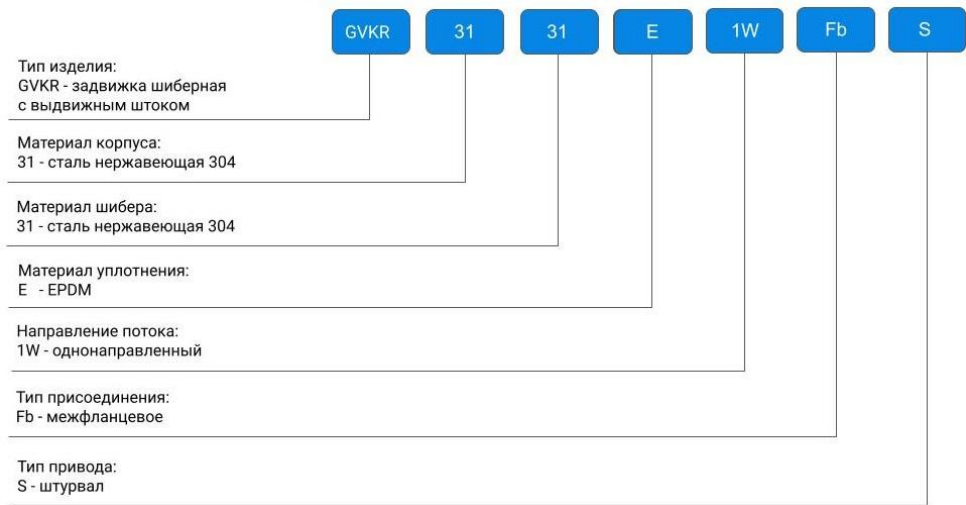 GVKR 31 31 E 1W Fb S
Тип изделия:
GVKR - задвижка шиберная
с выдвижным штоком
Материал корпуса:
31 - сталь нержавеющая 304
Материал шибера:
31 - сталь нержавеющая 304
Материал уплотнения:
E - EPDM
Направление потока:
1W - однонаправленный
Тип присоединения:
Fb - межфланцевое
Тип привода:
S - штурвал